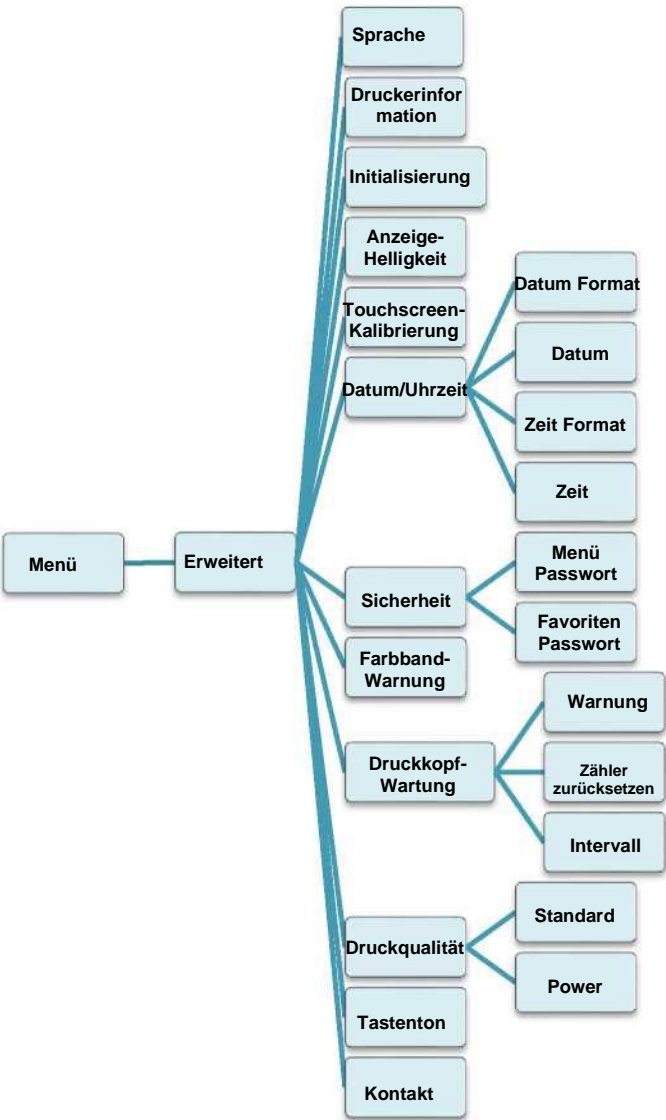 Sprache
Druckerinfor
mation
Initialisierung
Anzeige-
Helligkeit
Touchscreen-
Kalibrierung
Datum/Uhrzeit
Datum Format
Datum
Zeit Format
Zeit
Menü
Erweitert
Sicherheit
Menü
Passwort
Favoriten
Passwort
Farbband-
Warnung
Druckkopf-
Wartung
Warnung
Zähler
zurücksetzen
Intervall
Druckqualität
Standard
Power
Tastenton
Kontakt